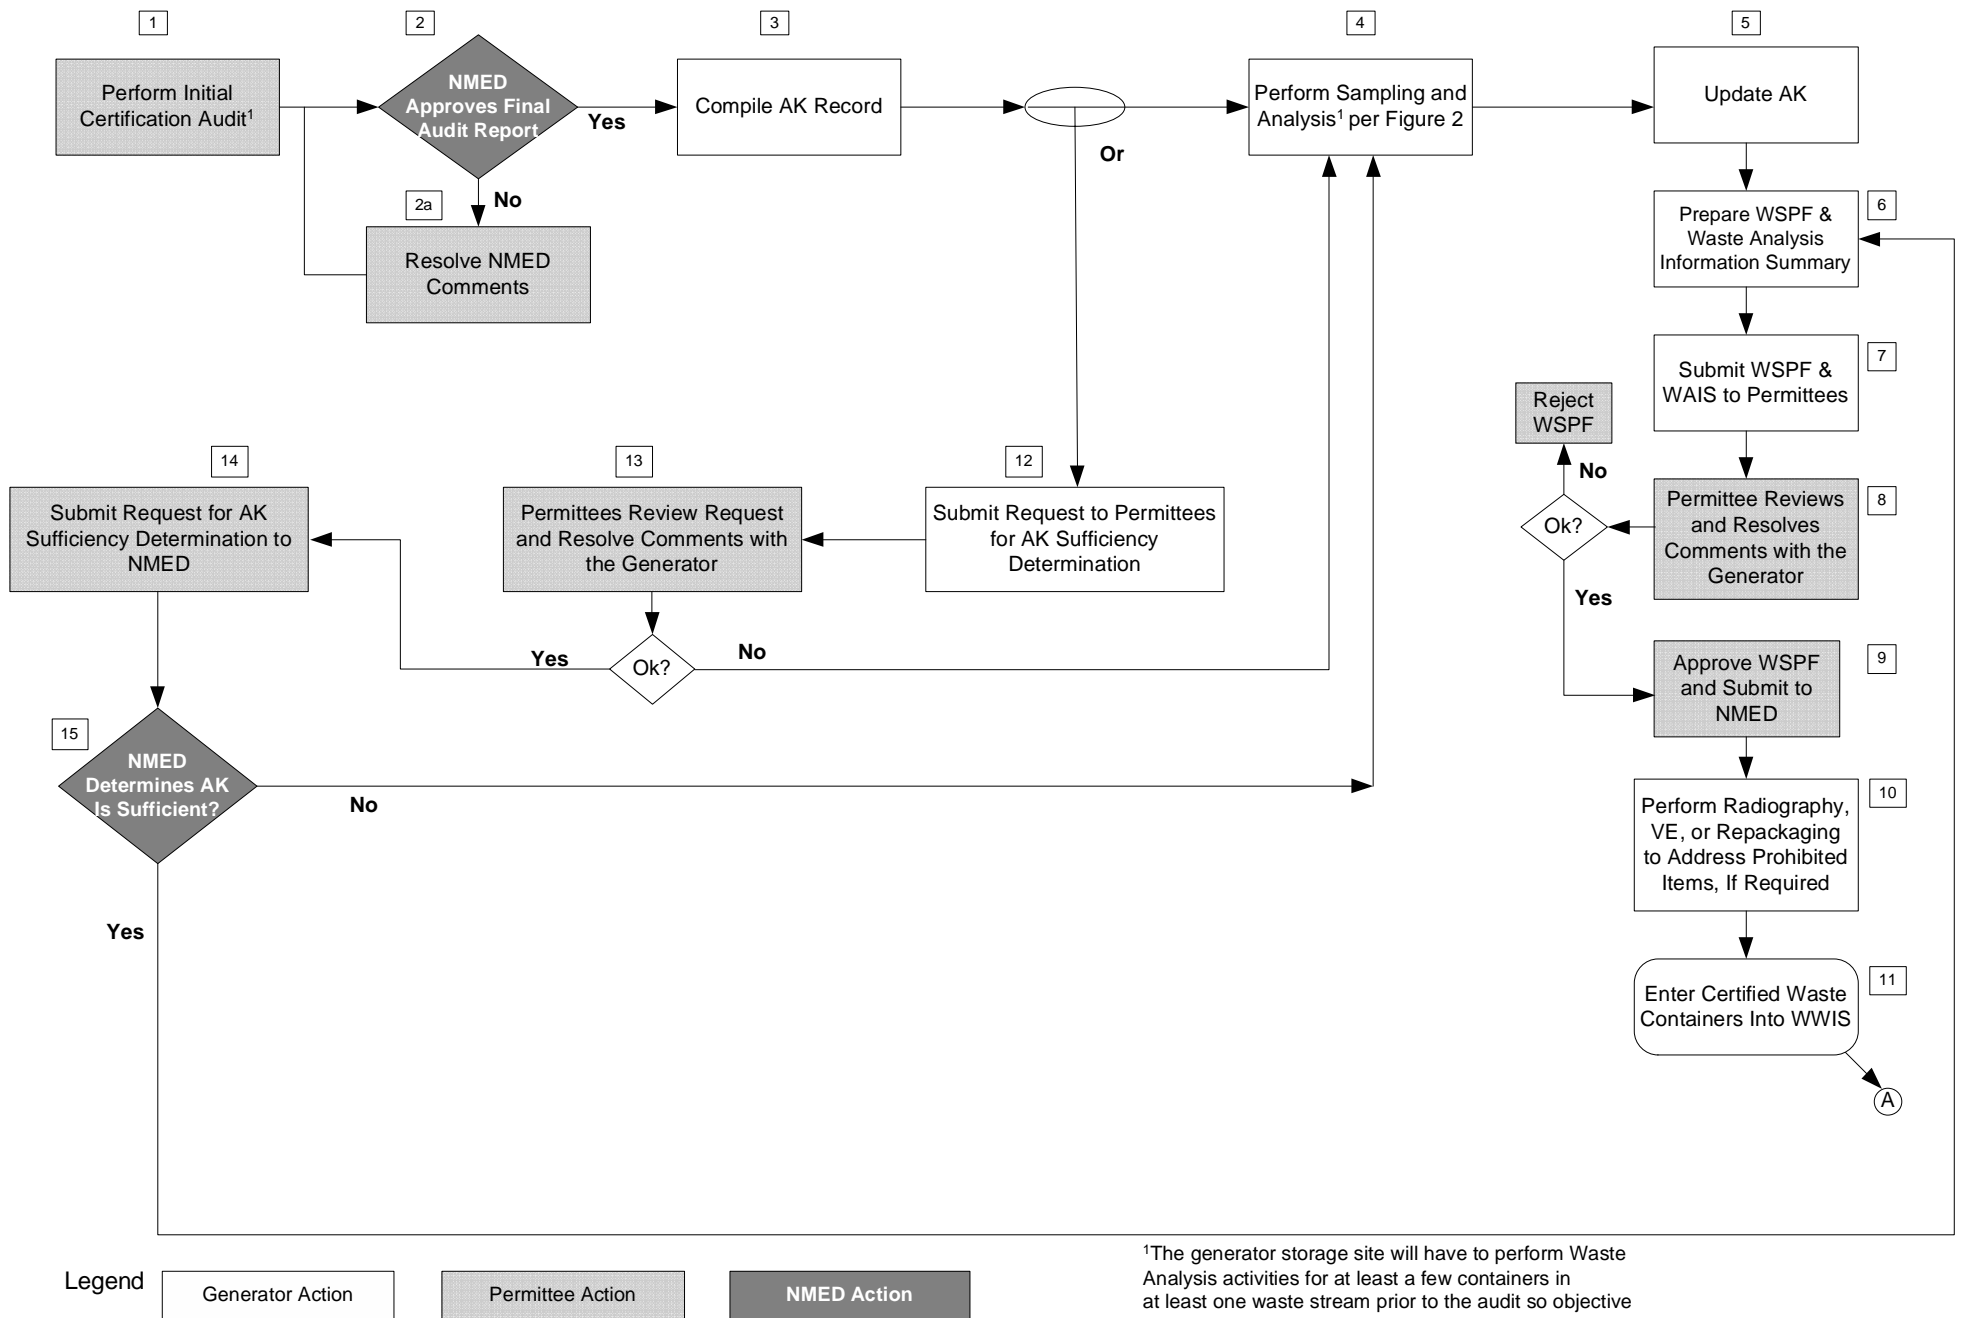 1
2
3
4
5
Perform Initial
Certification Audit¹
NMED
Approves Final
Audit Report
Yes
Compile AK Record
Or
Perform Sampling and
Analysis¹ per Figure 2
Update AK
No
2a
Resolve NMED
Comments
6
Prepare WSPF &
Waste Analysis
Information Summary
7
Submit WSPF &
WAIS to Permittees
Reject
WSPF
No
Ok?
8
Permittee Reviews
and Resolves
Comments with the
Generator
Yes
9
Approve WSPF
and Submit to
NMED
10
Perform Radiography,
VE, or Repackaging
to Address Prohibited
Items, If Required
11
Enter Certified Waste
Containers Into WWIS
A
12
Submit Request to Permittees
for AK Sufficiency
Determination
13
Permittees Review Request
and Resolve Comments with
the Generator
Ok?
Yes
No
14
Submit Request for AK
Sufficiency Determination to
NMED
15
NMED
Determines AK
Is Sufficient?
No
Yes
Legend
Generator Action
Permittee Action
NMED Action
¹The generator storage site will have to perform Waste
Analysis activities for at least a few containers in
at least one waste stream prior to the audit so objective